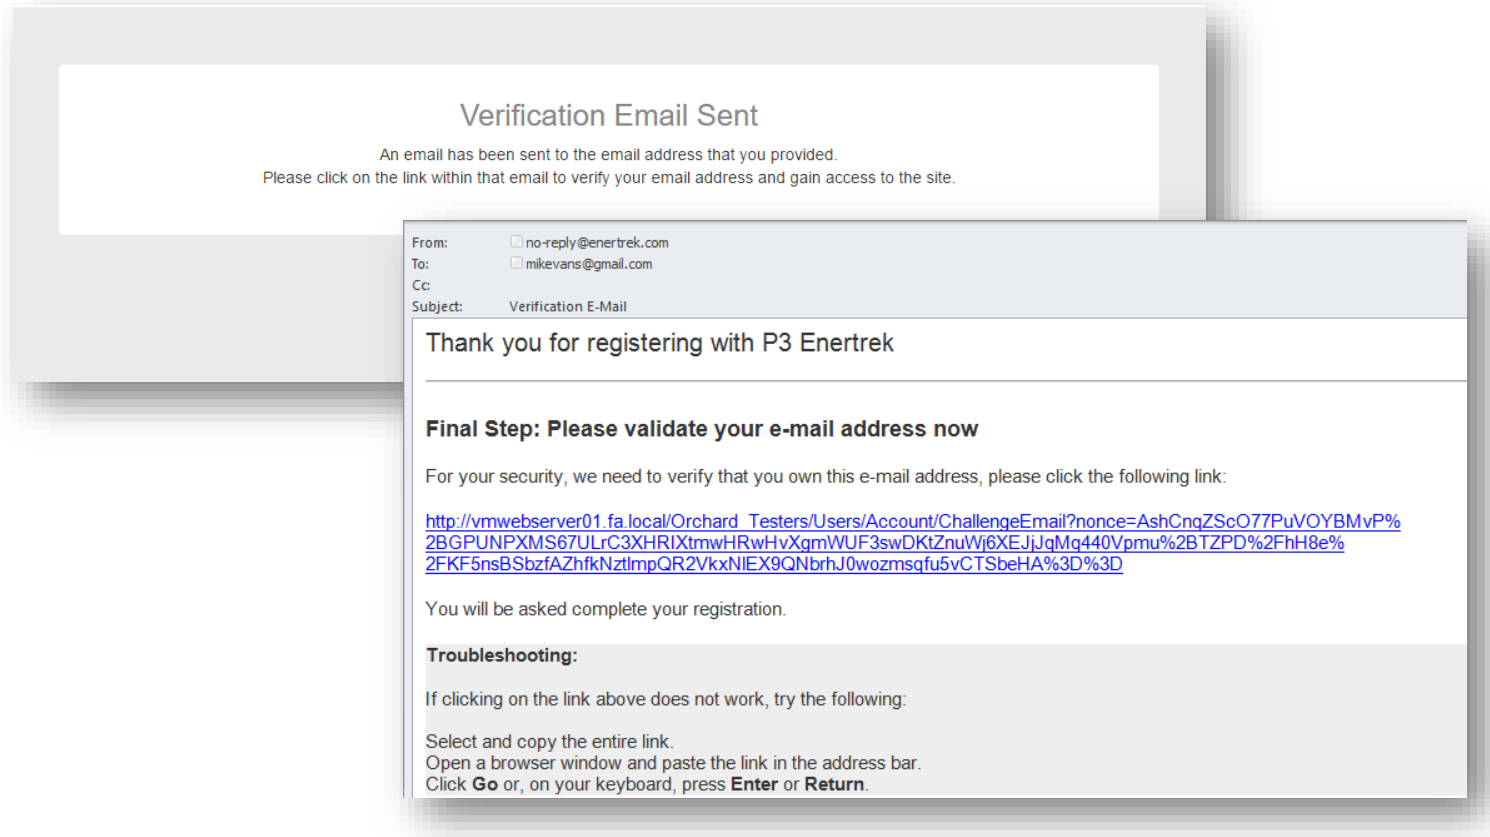 Verification Email Sent
An email has been sent to the email address that you provided.
Please click on the link within that email to verify your email address and gain access to the site.
From: no-reply@enertrek.com
To: mikevans@gmail.com
Cc:
Subject: Verification E-Mail
Thank you for registering with P3 Enertrek
Final Step: Please validate your e-mail address now
For your security, we need to verify that you own this e-mail address, please click the following link:
http://vmwebserver01.fa.local/Orchard_Testers/Users/Account/ChallengeEmail?nonce=AshCnqZScO77PuVOYBMvP%
2BGPUNPXMS67ULrC3XHRIXtmwHRwHvXgmWUF3swDKtZnuWj6XEJjJqMq440Vpmu%2BTZPD%2FhH8e%
2FKF5nsBSbzfAZhfkNztlmpQR2VkxNlEX9QNbrhJ0wozmsqfu5vCTSbeHA%3D%3D
You will be asked complete your registration.
Troubleshooting:
If clicking on the link above does not work, try the following:
Select and copy the entire link.
Open a browser window and paste the link in the address bar.
Click Go or, on your keyboard, press Enter or Return.